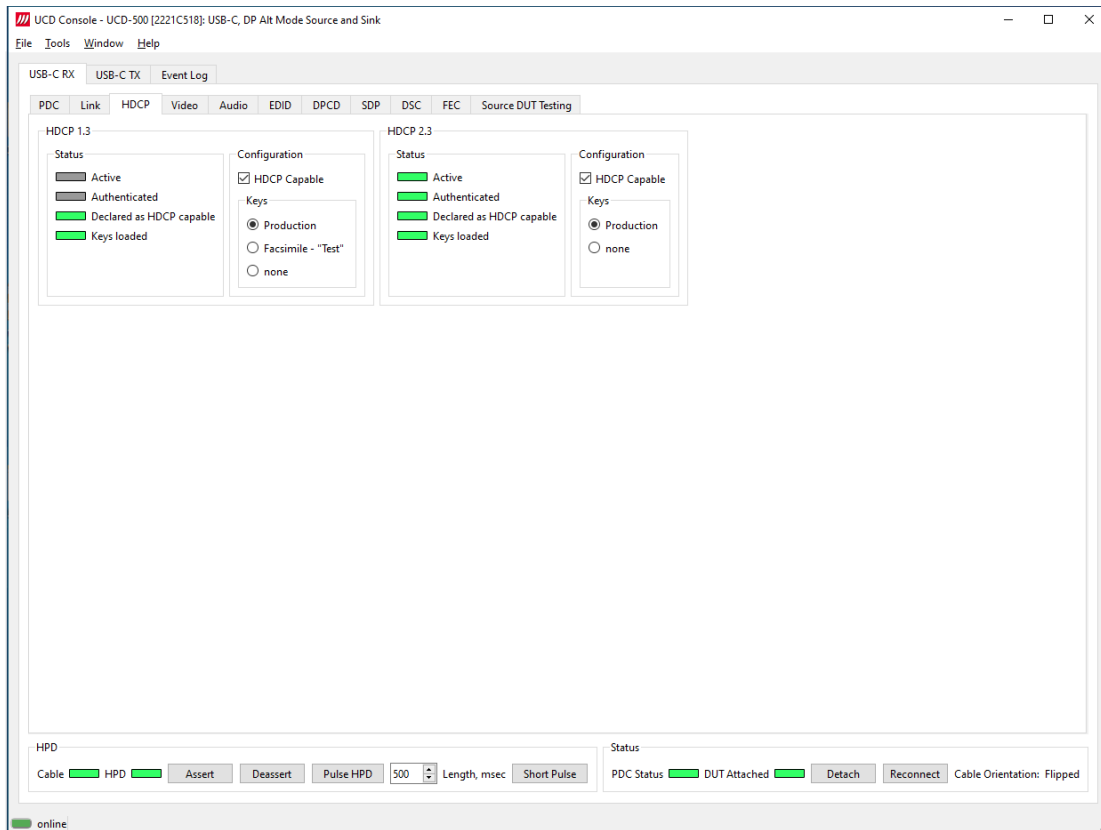 UCD Console - UCD-500 [2221C518]: USB-C, DP Alt Mode Source and Sink
File Tools Window Help
USB-C RX USB-C TX Event Log
PDC Link HDCP Video Audio EDID DPCD SDP DSC FEC Source DUT Testing
HDCP 1.3
Status
Active
Authenticated
Declared as HDCP capable
Keys loaded
Configuration
HDCP Capable
Keys
Production
Facsimile - "Test"
none
HDCP 2.3
Status
Active
Authenticated
Declared as HDCP capable
Keys loaded
Configuration
HDCP Capable
Keys
Production
none
HPD
Cable HPD Assert Deassert Pulse HPD 500 Length, msec Short Pulse
Status
PDC Status DUT Attached Detach Reconnect Cable Orientation: Flipped
online